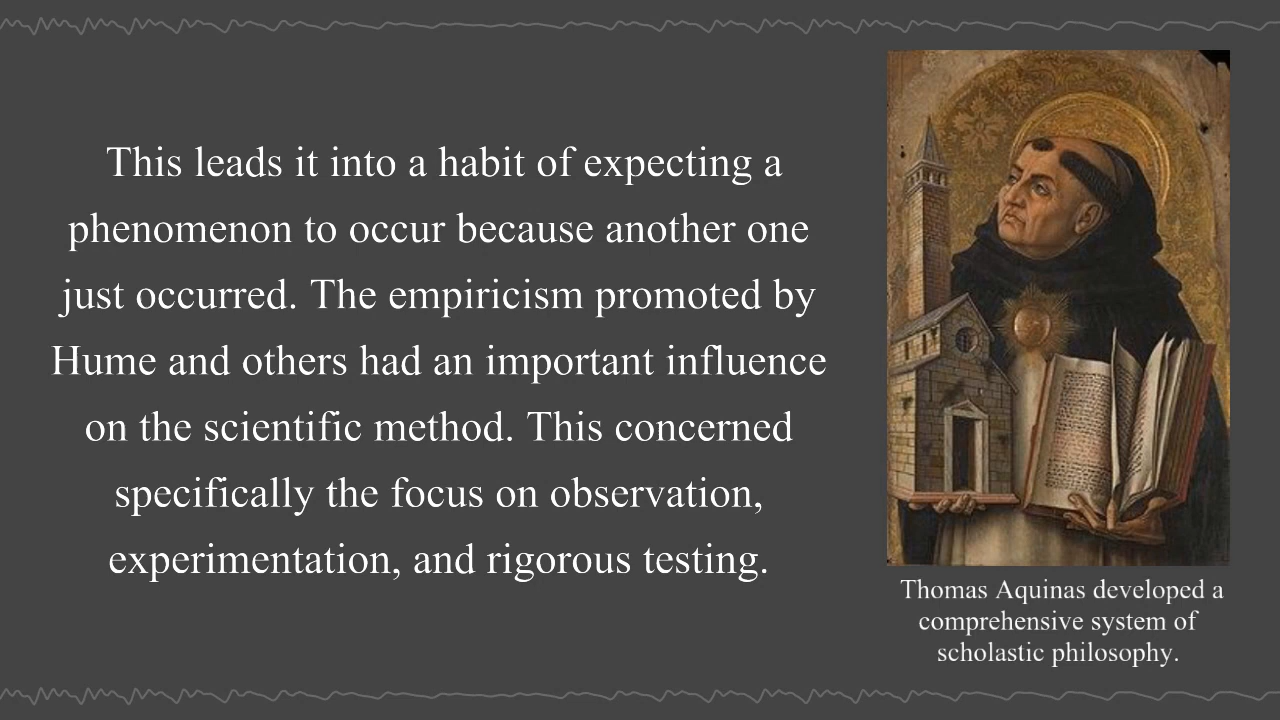 This leads it into a habit of expecting a
phenomenon to occur because another one
just occurred. The empiricism promoted by
Hume and others had an important influence
on the scientific method. This concerned
specifically the focus on observation,
experimentation, and rigorous testing.
Thomas Aquinas developed a
comprehensive system of
scholastic philosophy.